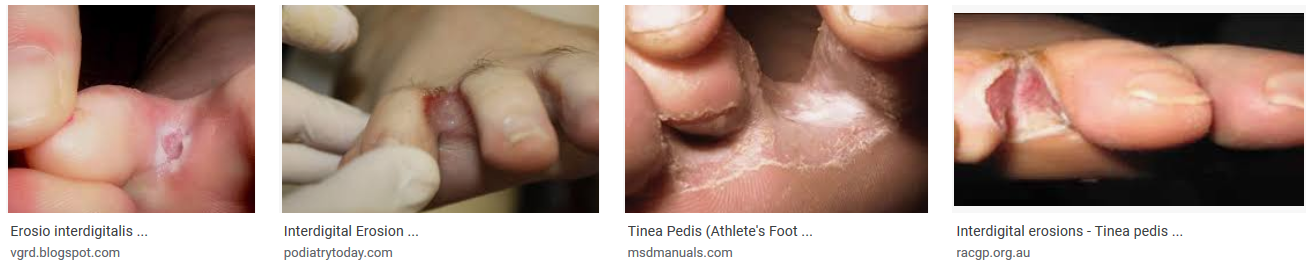 Erosio interdigitalis ...
vgrd.blogspot.com
Interdigital Erosion ...
podiatrytoday.com
Tinea Pedis (Athlete's Foot ...
msdmanuals.com
Interdigital erosions - Tinea pedis ...
racgp.org.au